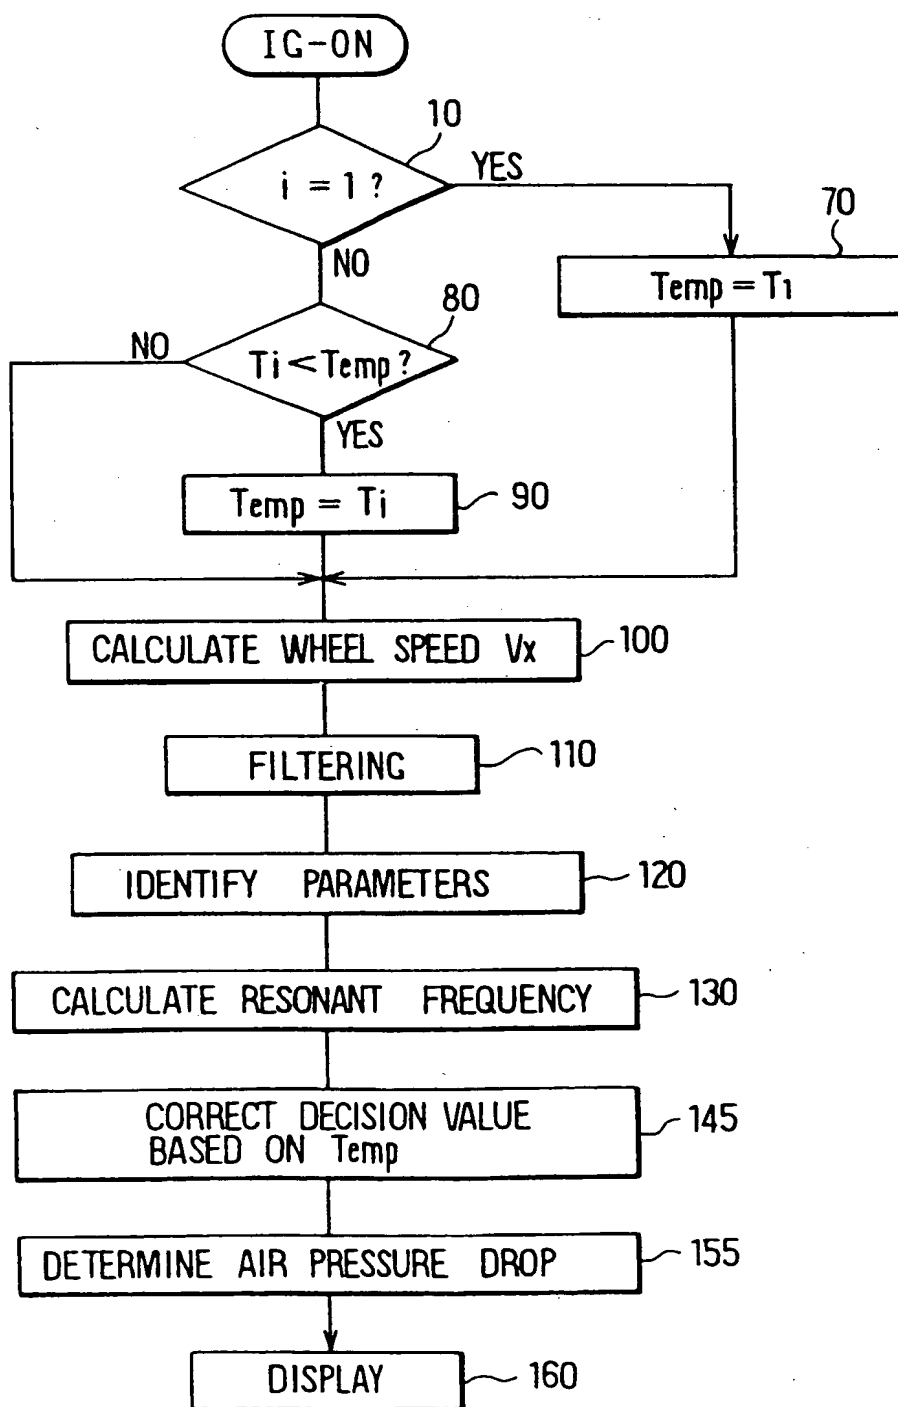 IG-ON
10
i = 1 ?
YES
70
Temp = T1
NO
80
NO
Ti < Temp ?
YES
Temp = Ti
90
CALCULATE WHEEL SPEED Vx
100
FILTERING
110
IDENTIFY PARAMETERS
120
CALCULATE RESONANT FREQUENCY
130
CORRECT DECISION VALUE
BASED ON Temp
145
DETERMINE AIR PRESSURE DROP
155
DISPLAY
160